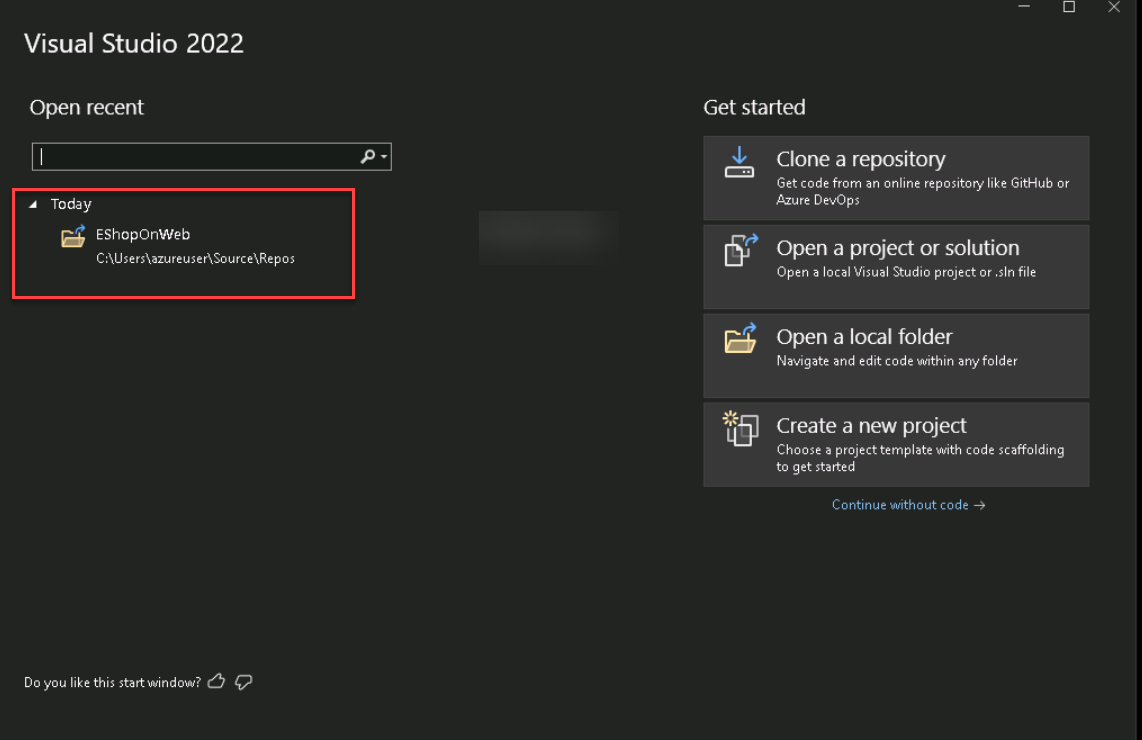 Visual Studio 2022
Open recent
Today
EShopOnWeb
C:\Users\azureuser\Source\Repos
Get started
Clone a repository
Get code from an online repository like GitHub or
Azure DevOps
Open a project or solution
Open a local Visual Studio project or .sln file
Open a local folder
Navigate and edit code within any folder
Create a new project
Choose a project template with code scaffolding
to get started
Continue without code →
Do you like this start window?